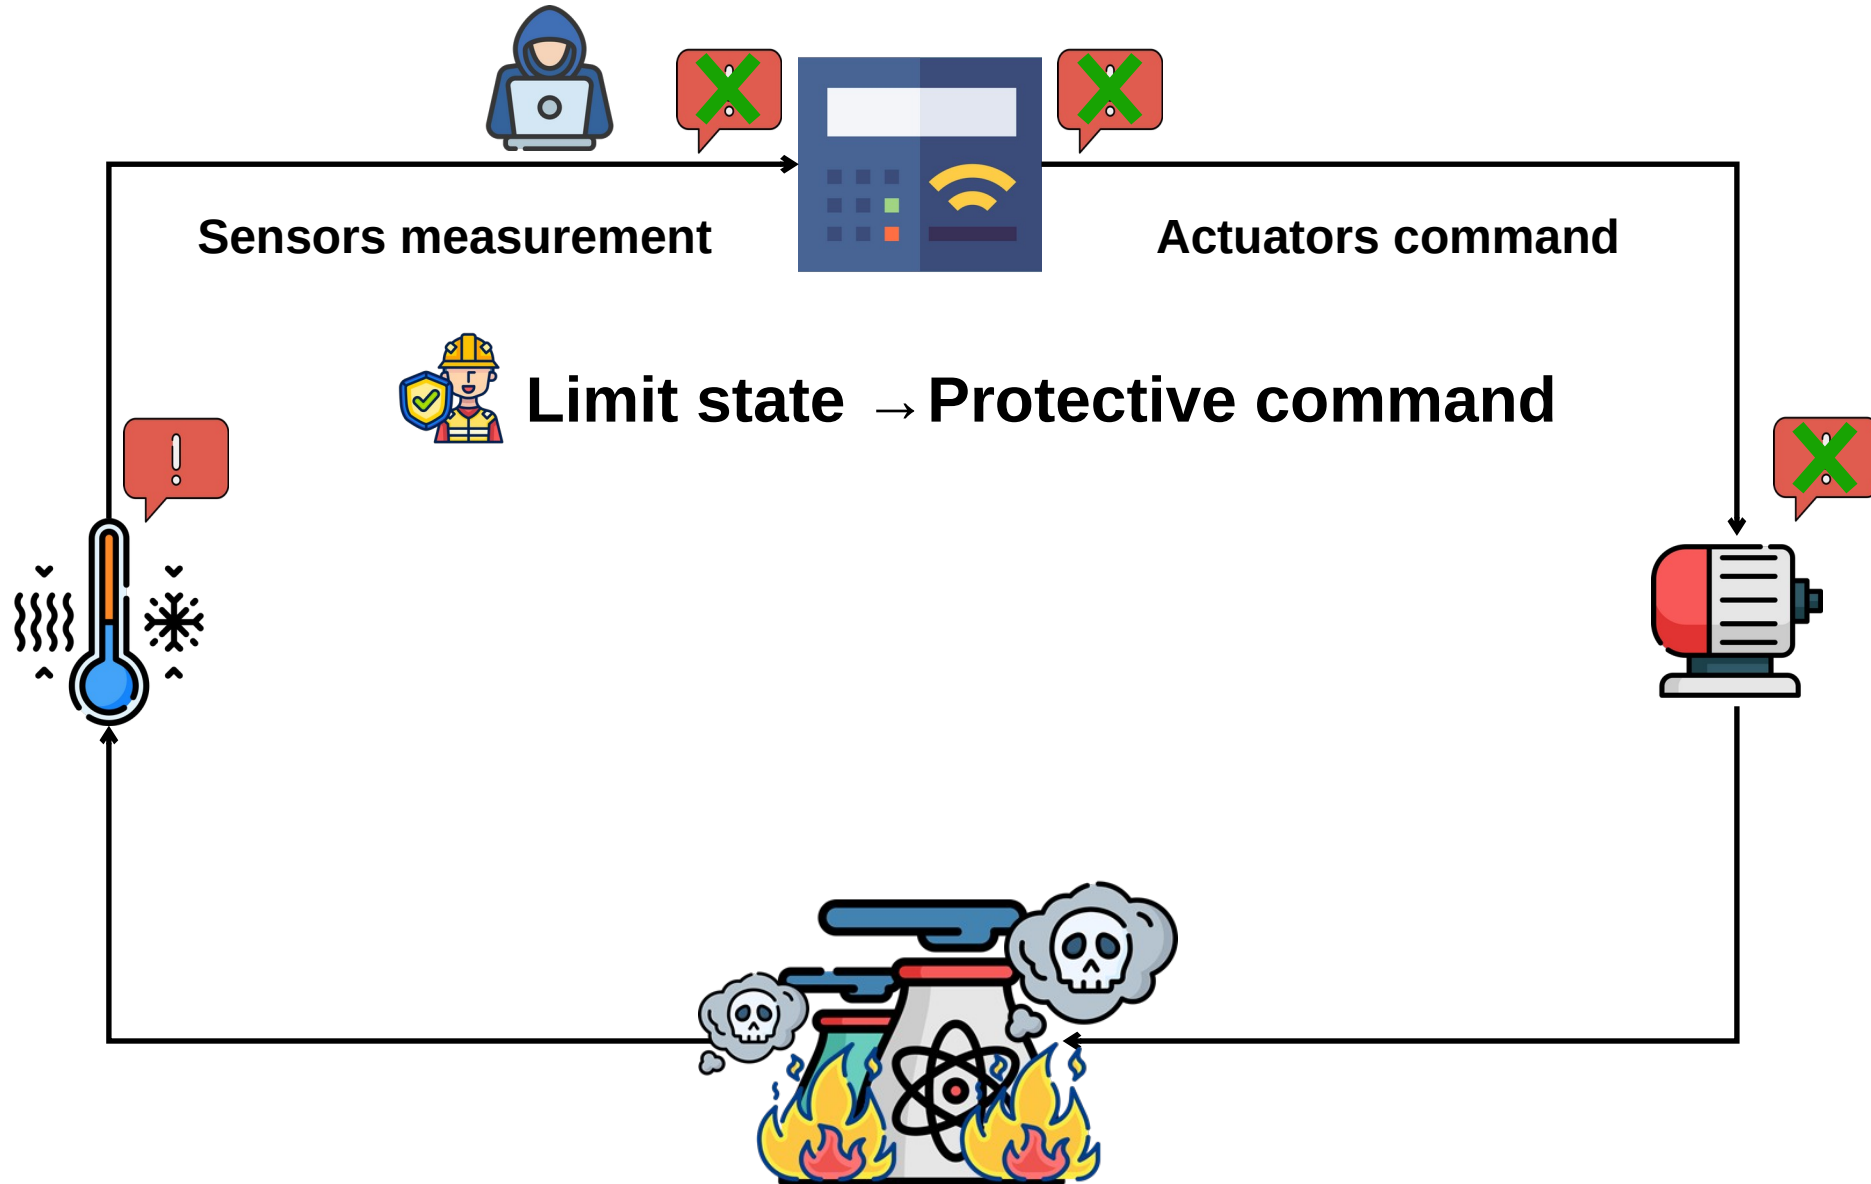 Sensors measurement
Actuators command
Limit state → Protective command